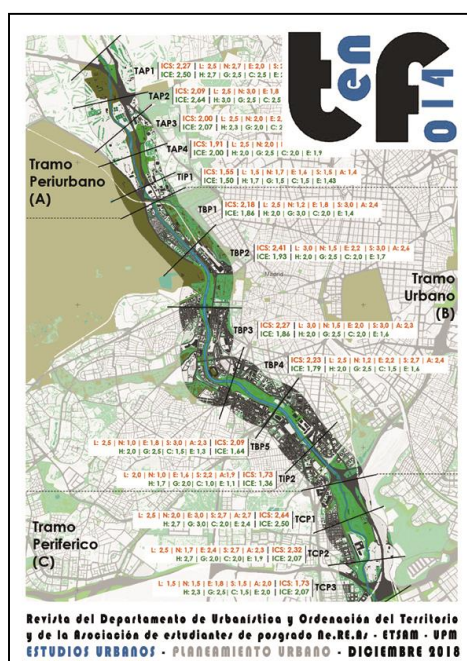 ten
f
014
TAP1
ICS: 2,27 | L: 2,5 | N: 2,7 | E: 2,0 |
ICE: 2,50 | H: 2,7 | G: 2,5 | C: 2,5 |
TAP2
ICS: 2,09 | L: 2,5 | N: 3,0 | E: 1,8
ICE: 2,64 | H: 3,0 | G: 2,5 | C: 2,5
TAP3
ICS: 2,00 | L: 2,5 | N: 2,0 |
ICE: 2,07 | H: 2,3 | G: 2,0 |
TAP4
ICS: 1,91 | L: 2,5 | N: 2,0 |
ICE: 2,00 | H: 2,0 | G: 2,5 | C: 2,0 | E: 1,9
Tramo
Periurbano
(A)
TIP1
ICS: 1,55 | L: 1,5 | N: 1,7 | E: 1,6 | S: 1,5 | A: 1,4
ICE: 1,50 | H: 1,7 | G: 1,5 | C: 1,5 | E: 1,43
TBP1
ICS: 2,18 | L: 2,5 | N: 1,2 | E: 1,8 | S: 3,0 | A: 2,4
ICE: 1,86 | H: 2,0 | G: 3,0 | C: 2,0 | E: 1,4
TBP2
ICS: 2,41 | L: 3,0 | N: 1,5 | E: 2,2 | S: 3,0 | A: 2,6
ICE: 1,93 | H: 2,0 | G: 2,5 | C: 2,0 | E: 1,7
Tramo
Urbano
(B)
TBP3
ICS: 2,27 | L: 3,0 | N: 1,5 | E: 2,0 | S: 3,0 | A: 2,3
ICE: 1,86 | H: 2,0 | G: 2,5 | C: 2,0 | E: 1,6
TBP4
ICS: 2,23 | L: 2,5 | N: 1,2 | E: 2,2 | S: 2,7 | A: 2,4
ICE: 1,79 | H: 2,0 | G: 2,5 | C: 1,5 | E: 1,6
TBP5
L: 2,5 | N: 1,0 | E: 1,8 | S: 3,0 | A: 2,3 | ICS: 2,09
H: 2,0 | G: 2,5 | C: 1,5 | E: 1,3 | ICE: 1,64
TIP2
L: 2,0 | N: 1,0 | E: 1,6 | S: 2,2 | A: 1,9 | ICS: 1,73
H: 1,7 | G: 2,0 | C: 1,0 | E: 1,1 | ICE: 1,36
Tramo
Periferico
(C)
TCP1
L: 2,5 | N: 2,0 | E: 3,0 | S: 2,7 | A: 2,7 | ICS: 2,64
H: 2,7 | G: 3,0 | C: 2,0 | E: 2,4 | ICE: 2,50
TCP2
L: 2,5 | N: 1,7 | E: 2,4 | S: 2,7 | A: 2,3 | ICS: 2,32
H: 2,7 | G: 2,0 | C: 2,0 | E: 1,9 | ICE: 2,07
TCP3
L: 1,5 | N: 1,5 | E: 1,8 | S: 1,5 | A: 2,0 | ICS: 1,73
H: 2,3 | G: 2,5 | C: 1,5 | E: 2,0 | ICE: 2,07
Revista del Departamento de Urbanística y Ordenación del Territorio
y de la Asociación de estudiantes de posgrado Ne.RE.As - ETSAM - UPM
ESTUDIOS URBANOS - PLANEAMIENTO URBANO - DICIEMBRE 2018